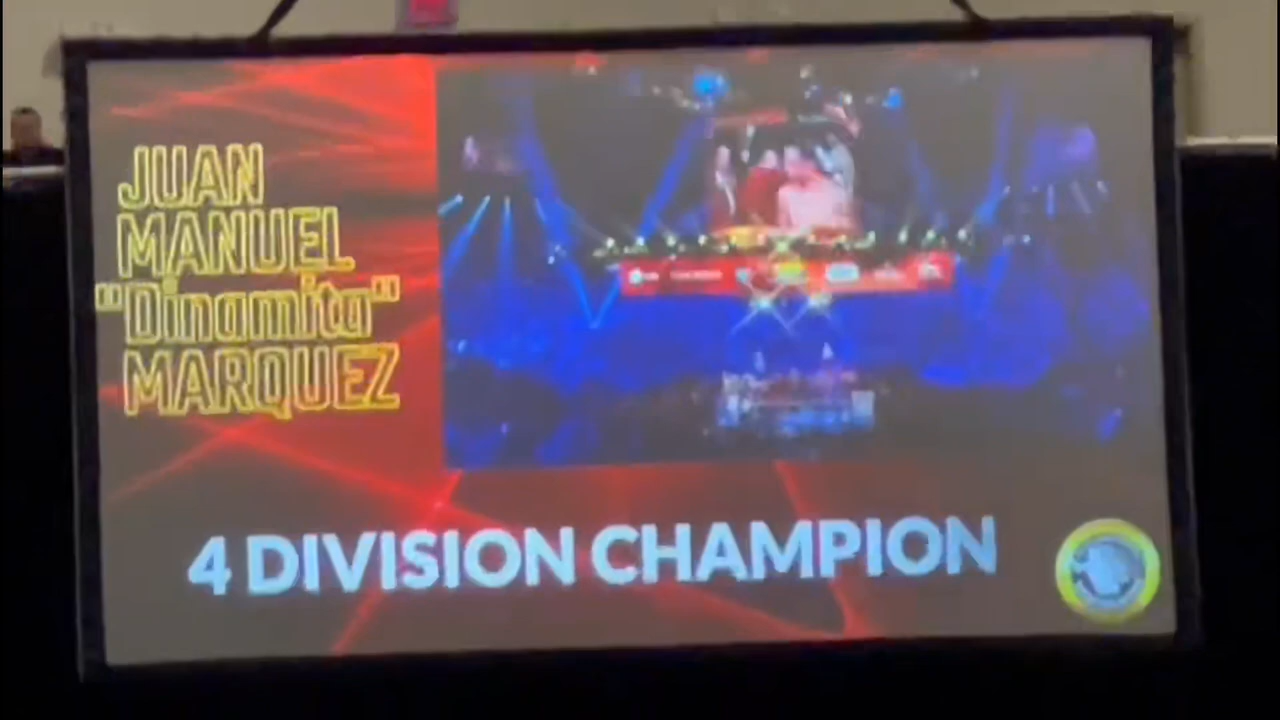 JUAN
MANUEL
"Dinamita"
MARQUEZ
4 DIVISION CHAMPION